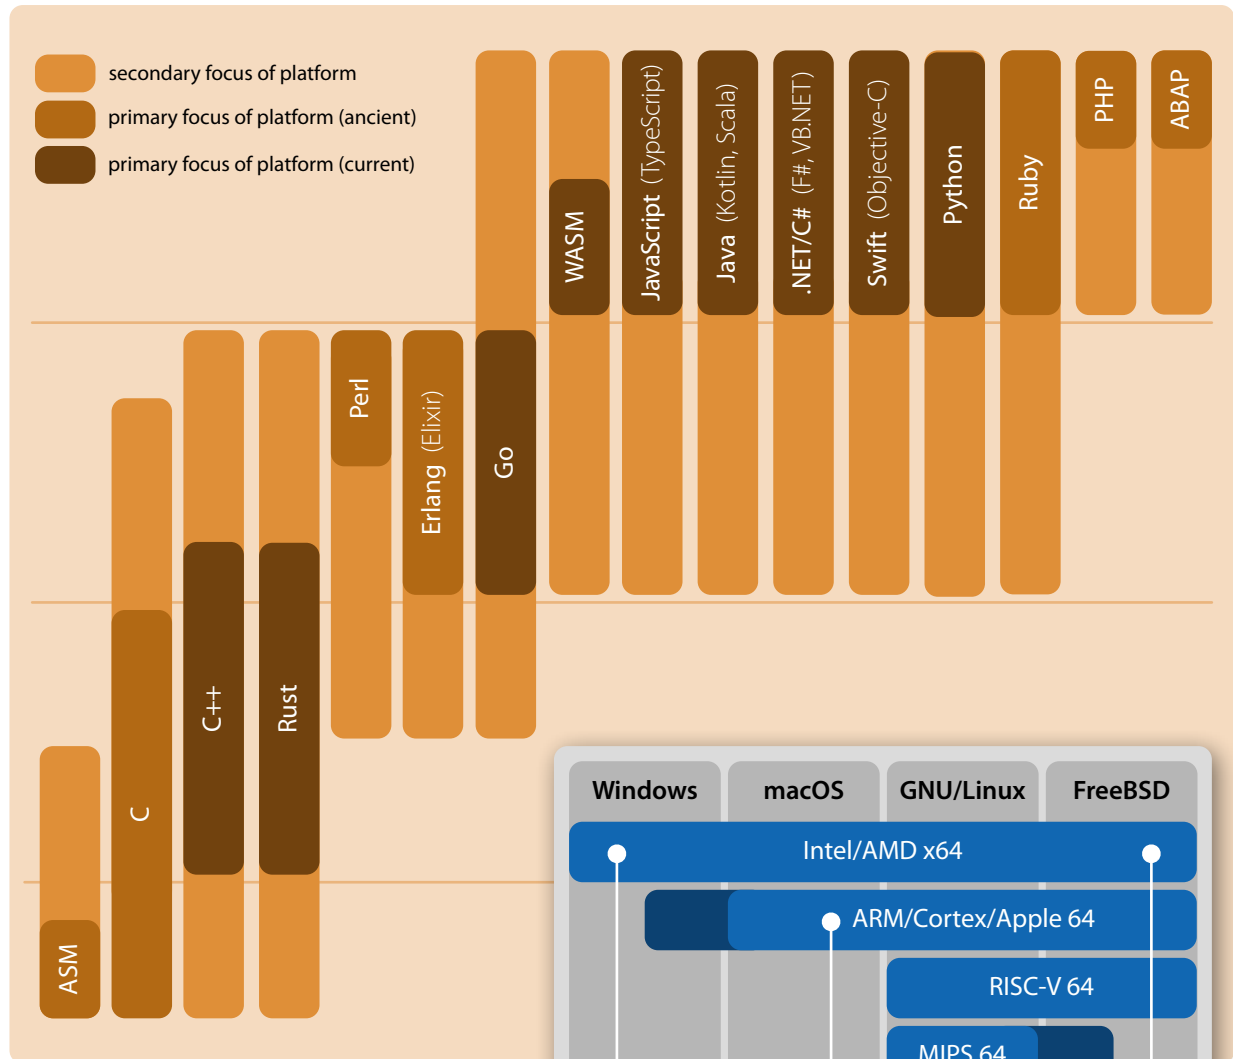 secondary focus of platform
primary focus of platform (ancient)
primary focus of platform (current)
ASM
C
C++
Rust
Perl
Erlang (Elixir)
Go
WASM
JavaScript (TypeScript)
Java (Kotlin, Scala)
.NET/C# (F#, VB.NET)
Swift (Objective-C)
Python
Ruby
PHP
ABAP
Windows macOS GNU/Linux FreeBSD
Intel/AMD x64
ARM/Cortex/Apple 64
RISC-V 64
MIPS 64